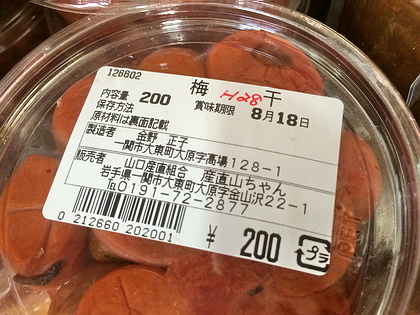 126602
梅 H28 干
内容量 200 賞味期限 8月18日
保存方法
原材料は裏面記載
製造者 金野 正子
一関市大東町大原字高場128-1
販売者 山口産直組合 産直山ちゃん
岩手県一関市大東町大原字金山沢22-1
℡0191-72-2877
0 212660 202001
￥ 200
プラ